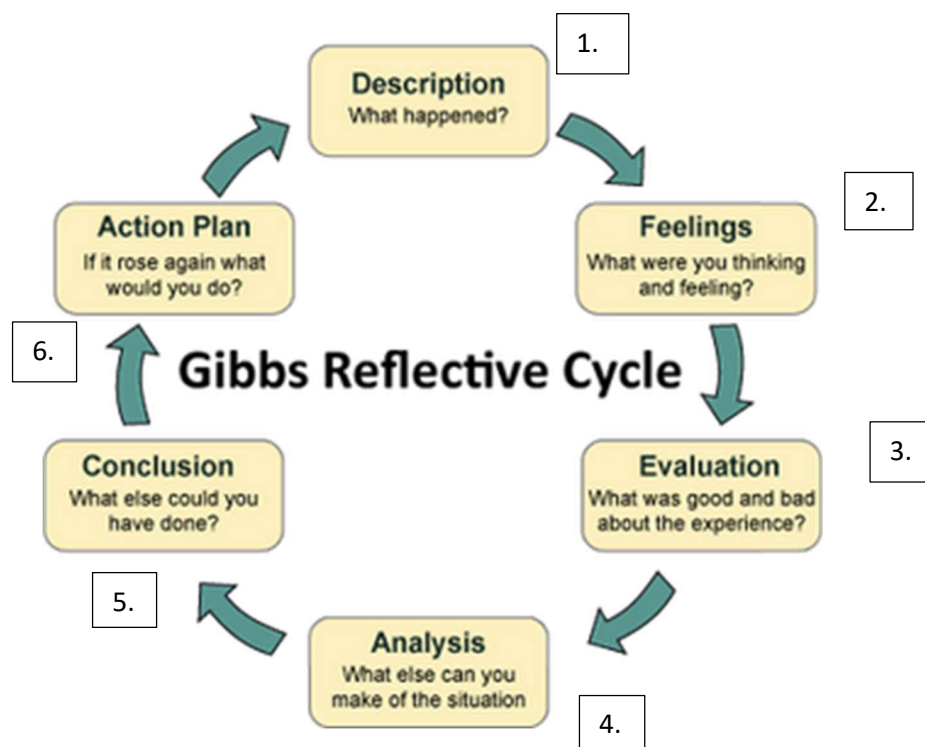 1.
Description
What happened?
2.
Feelings
What were you thinking
and feeling?
3.
Evaluation
What was good and bad
about the experience?
4.
Analysis
What else can you
make of the situation
5.
Conclusion
What else could you
have done?
6.
Action Plan
If it rose again what
would you do?
Gibbs Reflective Cycle